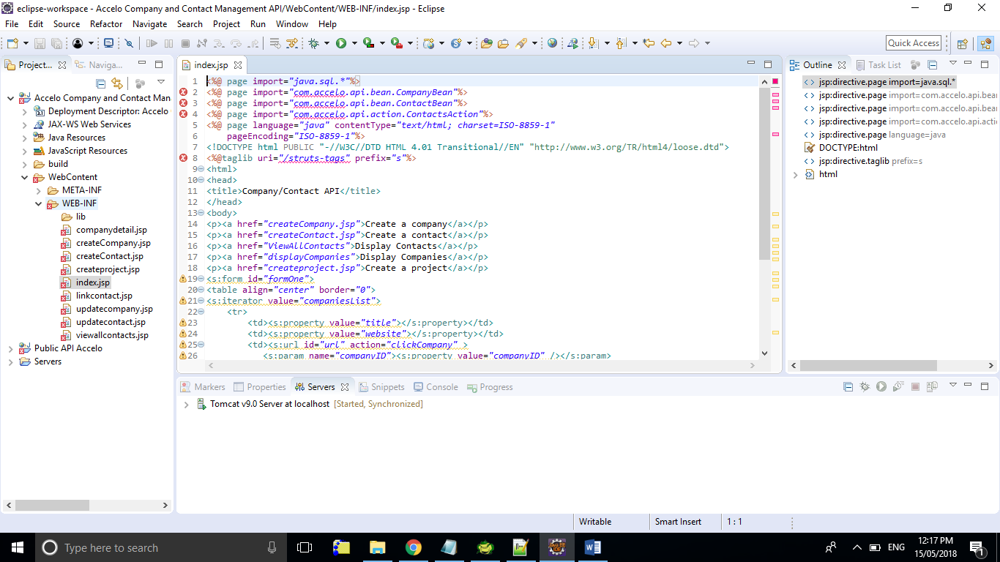 eclipse-workspace - Accelo Company and Contact Management API/WebContent/WEB-INF/index.jsp - Eclipse
File Edit Source Refactor Navigate Search Project Run Window Help
Quick Access
Project...
Naviga...
Accelo Company and Contact Man
Deployment Descriptor: Accelo
JAX-WS Web Services
Java Resources
JavaScript Resources
build
WebContent
META-INF
WEB-INF
lib
companydetail.jsp
createCompany.jsp
createContact.jsp
createproject.jsp
index.jsp
linkcontact.jsp
updatecompany.jsp
updatecontact.jsp
viewallcontacts.jsp
Public API Accelo
Servers
index.jsp
1 <%@ page import="java.sql.*"%>
2 <%@ page import="com.accelo.api.bean.CompanyBean"%>
3 <%@ page import="com.accelo.api.bean.ContactBean"%>
4 <%@ page import="com.accelo.api.action.ContactsAction"%>
5 <%@ page language="java" contentType="text/html; charset=ISO-8859-1"
6     pageEncoding="ISO-8859-1"%>
7 <!DOCTYPE html PUBLIC "-//W3C//DTD HTML 4.01 Transitional//EN" "http://www.w3.org/TR/html4/loose.dtd">
8 <%@taglib uri="/struts-tags" prefix="s"%>
9 <html>
10 <head>
11 <title>Company/Contact API</title>
12 </head>
13 <body>
14 <p><a href="createCompany.jsp">Create a company</a></p>
15 <p><a href="createContact.jsp">Create a contact</a></p>
16 <p><a href="ViewAllContacts">Display Contacts</a></p>
17 <p><a href="displayCompanies">Display Companies</a></p>
18 <p><a href="createproject.jsp">Create a project</a></p>
19 <s:form id="formOne">
20 <table align="center" border="0">
21 <s:iterator value="companiesList">
22     <tr>
23         <td><s:property value="title"></s:property></td>
24         <td><s:property value="website"></s:property></td>
25         <td><s:url id="url" action="clickCompany" >
26            <s:param name="companyID"><s:property value="companyID" /></s:param>
Outline
Task List
jsp:directive.page import=java.sql.*
jsp:directive.page import=com.accelo.api.bear
jsp:directive.page import=com.accelo.api.bear
jsp:directive.page import=com.accelo.api.actio
jsp:directive.page language=java
DOCTYPE:html
jsp:directive.taglib prefix=s
html
Markers Properties Servers Snippets Console Progress
Tomcat v9.0 Server at localhost [Started, Synchronized]
Writable Smart Insert 1 : 1
Type here to search
ENG
12:17 PM
15/05/2018
1